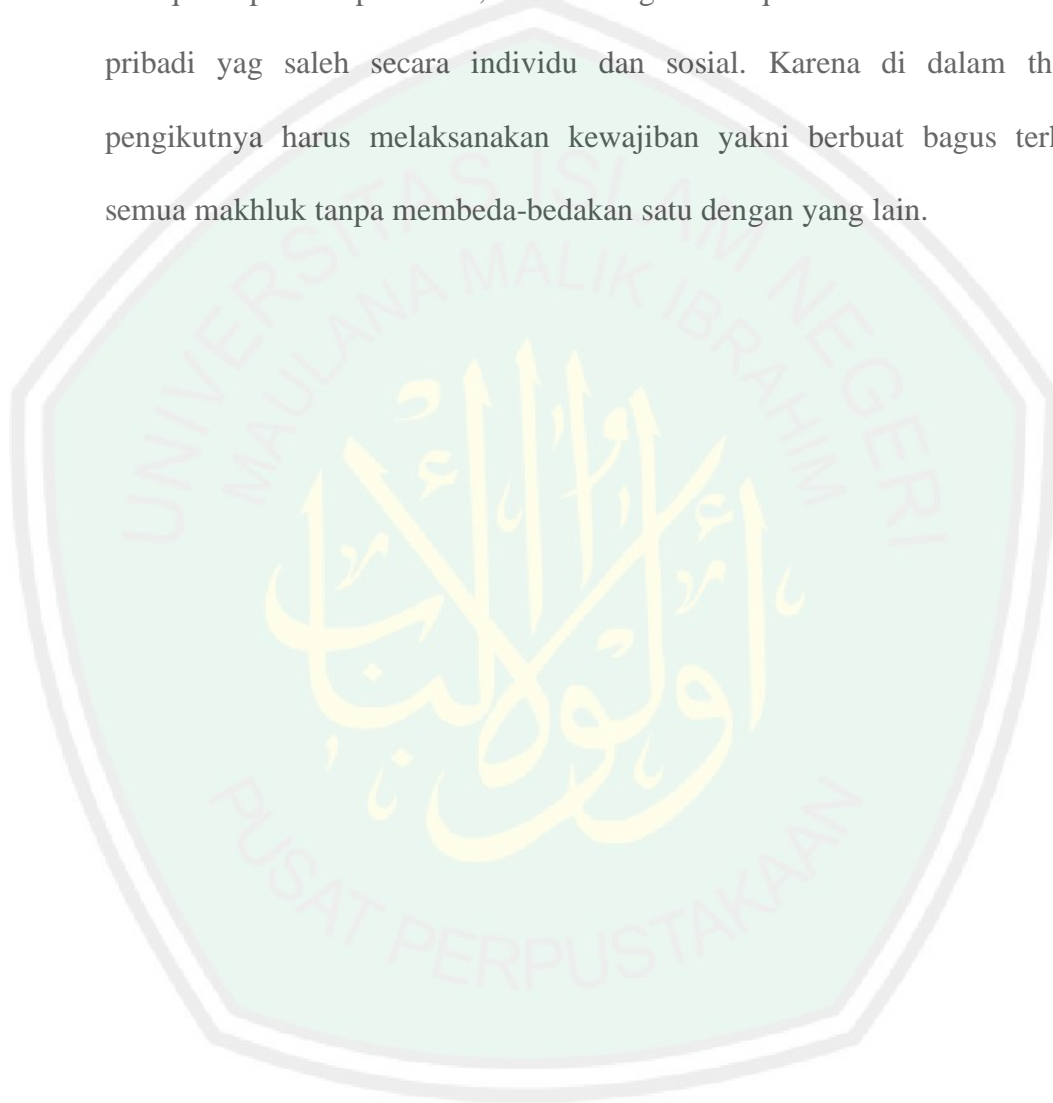 pribadi yag saleh secara individu dan sosial. Karena di dalam
pengikutnya harus melaksanakan kewajiban yakni berbuat bagus
semua makhluk tanpa membeda-bedakan satu dengan yang lain.
UNIVERSITAS ISLAM NEGERI
MAULANA MALIK IBRAHIM
أولوا الألباب
PUSAT PERPUSTAKAAN